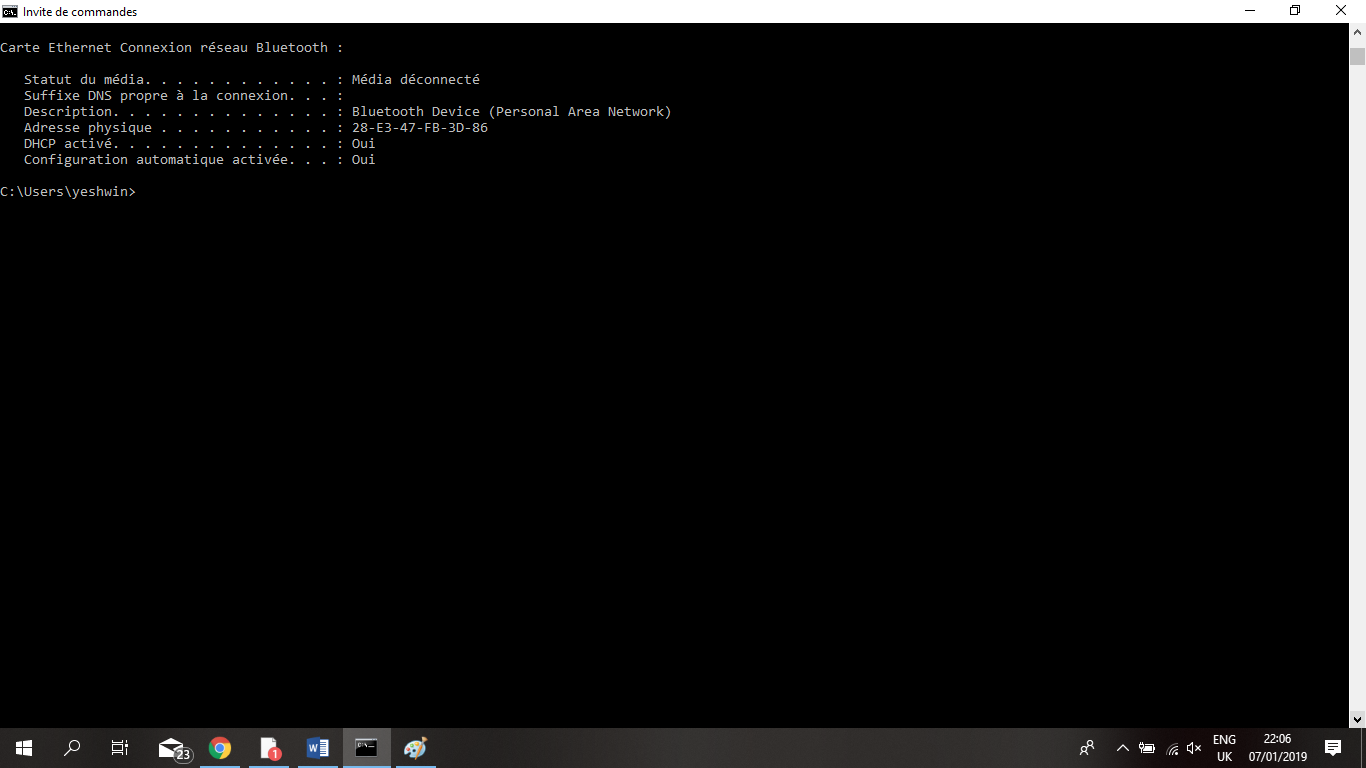 Invite de commandes
Carte Ethernet Connexion réseau Bluetooth :
Statut du média. . . . . . . . . . . . : Média déconnecté
Suffixe DNS propre à la connexion. . . :
Description. . . . . . . . . . . . . . : Bluetooth Device (Personal Area Network)
Adresse physique . . . . . . . . . . . : 28-E3-47-FB-3D-86
DHCP activé. . . . . . . . . . . . . . : Oui
Configuration automatique activée. . . : Oui
C:\Users\yeshwin>
23
1
W
C:\
ENG
UK
22:06
07/01/2019